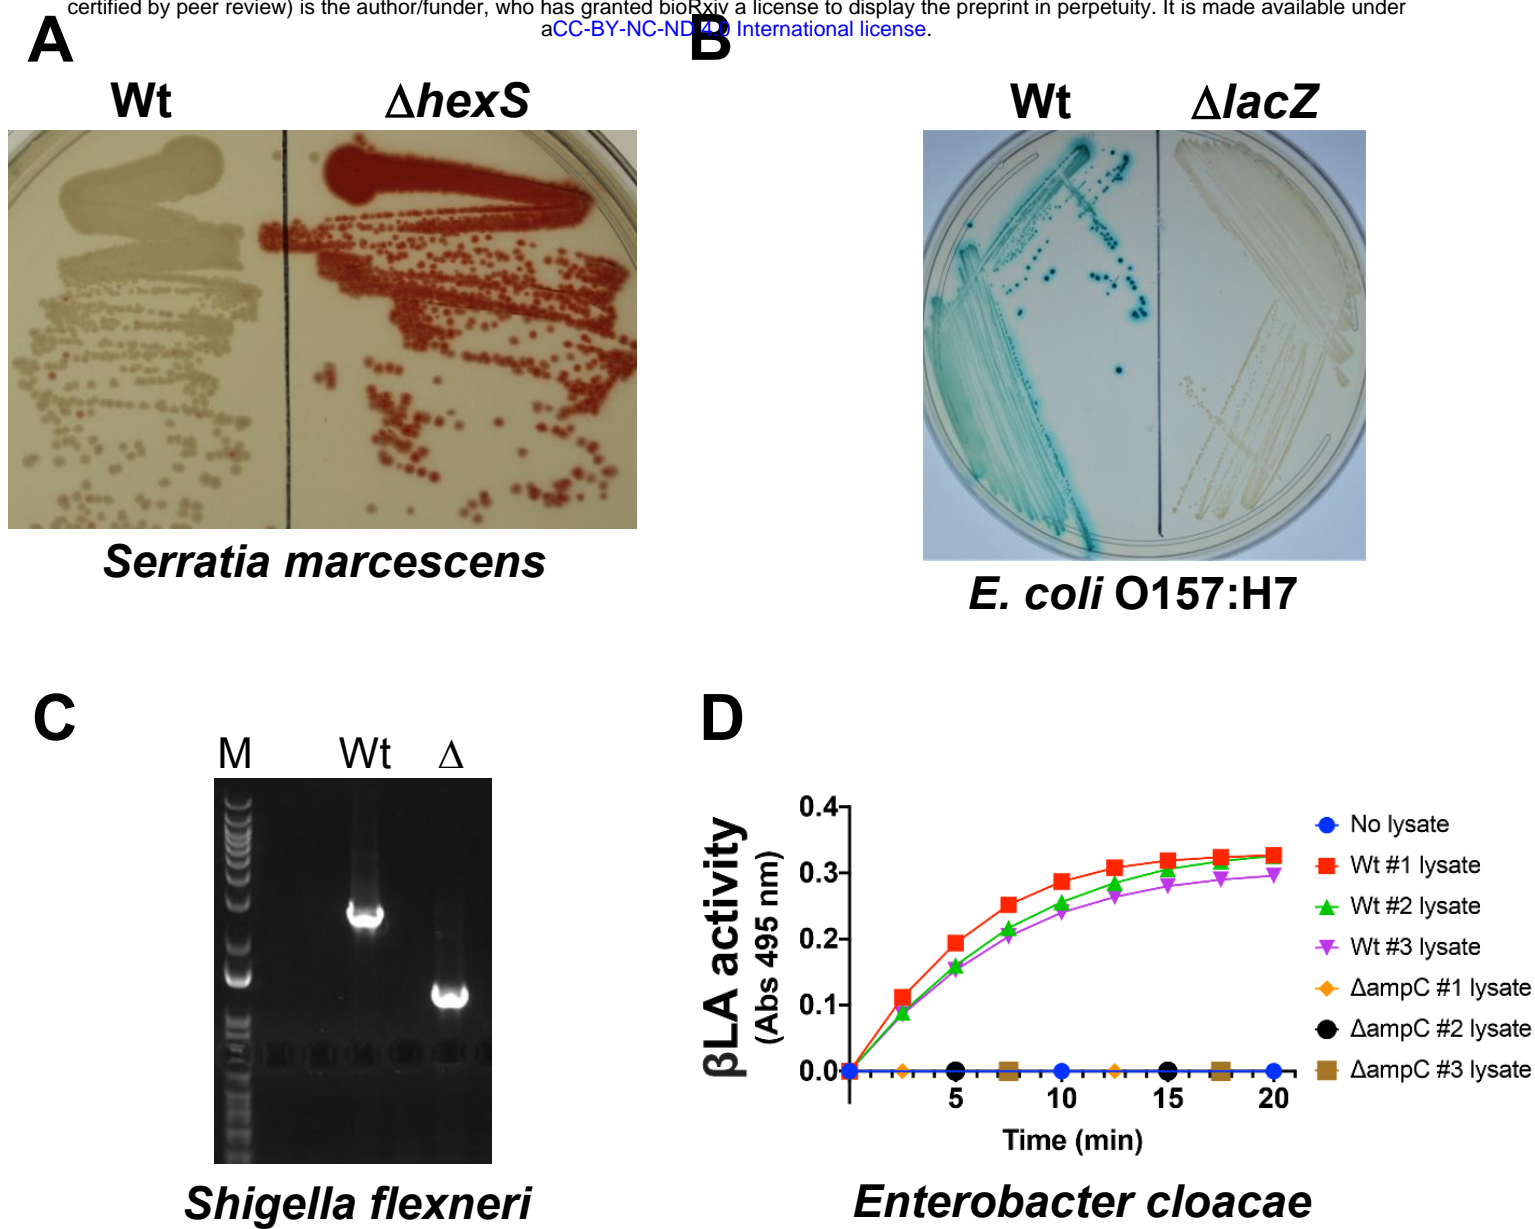 certified by peer review) is the author/funder, who has granted bioRxiv a license to display the preprint in perpetuity. It is made available under
aCC-BY-NC-ND 4.0 International license.
A
B
Wt ΔhexS
Wt ΔlacZ
Serratia marcescens
E. coli O157:H7
C
D
M Wt Δ
βLA activity
(Abs 495 nm)
0.4
0.3
0.2
0.1
0.0
5 10 15 20
Time (min)
No lysate
Wt #1 lysate
Wt #2 lysate
Wt #3 lysate
ΔampC #1 lysate
ΔampC #2 lysate
ΔampC #3 lysate
Shigella flexneri
Enterobacter cloacae